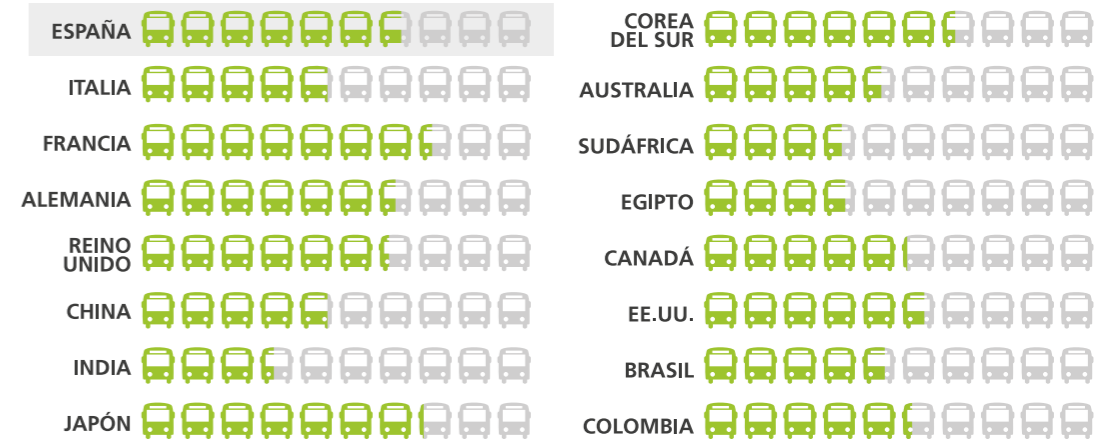 ESPAÑA
ITALIA
FRANCIA
ALEMANIA
REINO
UNIDO
CHINA
INDIA
JAPÓN
COREA
DEL SUR
AUSTRALIA
SUDÁFRICA
EGIPTO
CANADÁ
EE.UU.
BRASIL
COLOMBIA